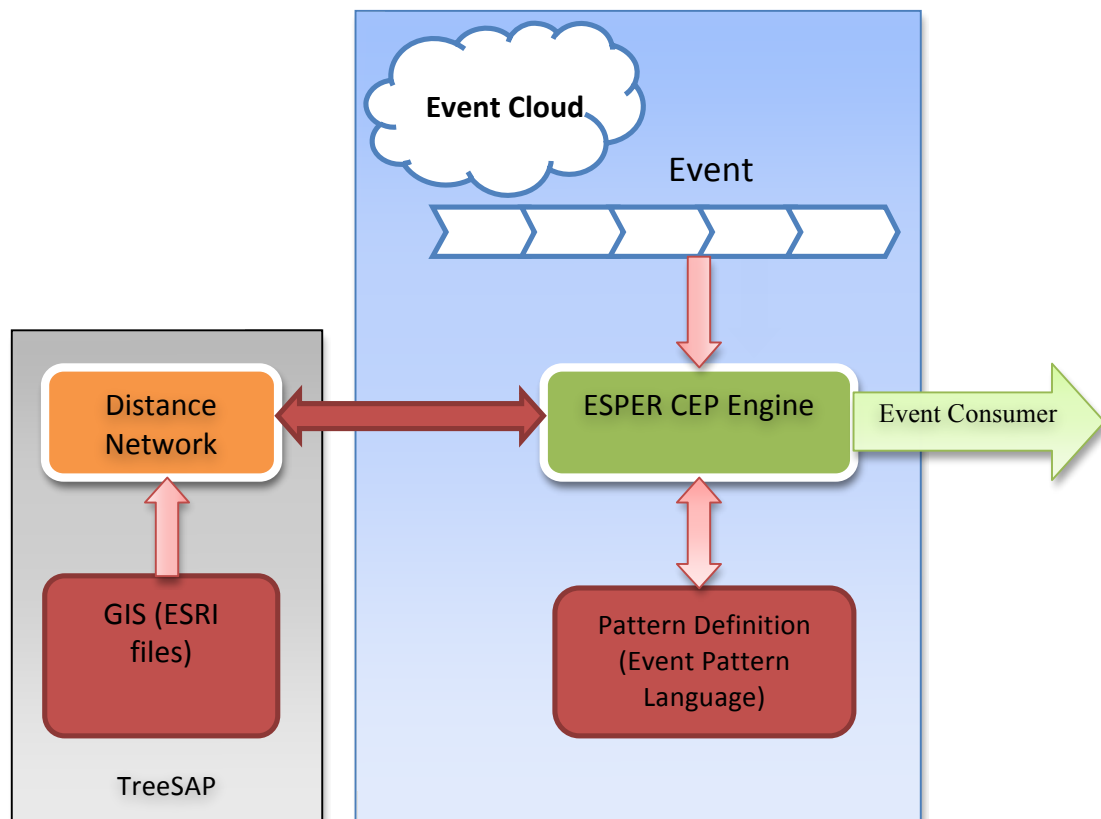 Event Cloud
Event
Distance
Network
ESPER CEP Engine
Event Consumer
GIS (ESRI
files)
Pattern Definition
(Event Pattern
Language)
TreeSAP